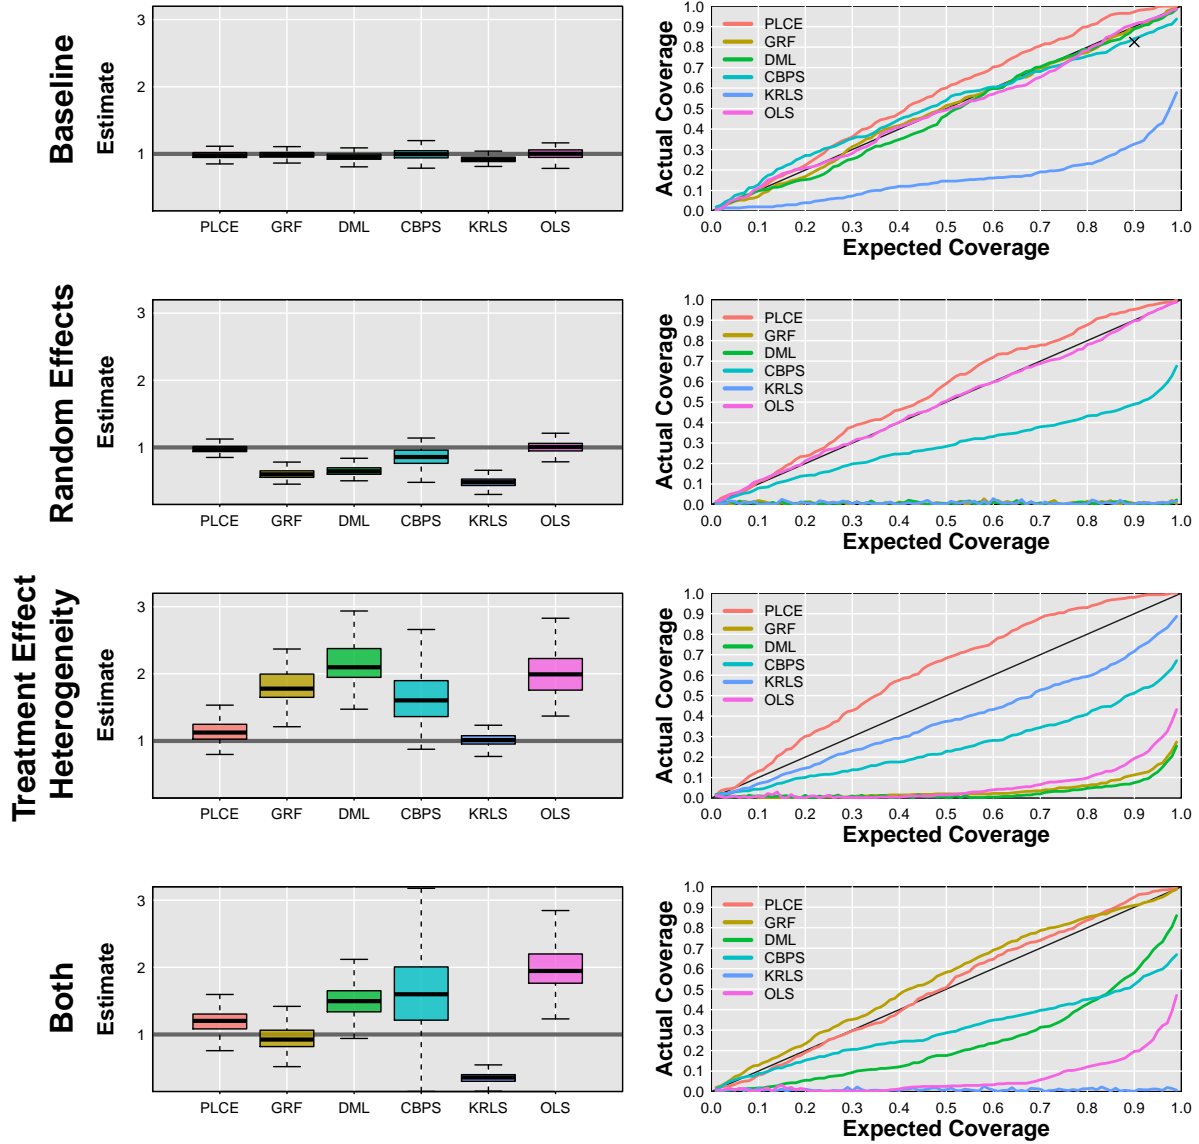 Baseline
Estimate
3
2
1
PLCE GRF DML CBPS KRLS OLS
Actual Coverage
1.0
0.9
0.8
0.7
0.6
0.5
0.4
0.3
0.2
0.1
0.0
PLCE
GRF
DML
CBPS
KRLS
OLS
0.0 0.1 0.2 0.3 0.4 0.5 0.6 0.7 0.8 0.9 1.0
Expected Coverage
Random Effects
Estimate
3
2
1
PLCE GRF DML CBPS KRLS OLS
Actual Coverage
1.0
0.9
0.8
0.7
0.6
0.5
0.4
0.3
0.2
0.1
0.0
PLCE
GRF
DML
CBPS
KRLS
OLS
0.0 0.1 0.2 0.3 0.4 0.5 0.6 0.7 0.8 0.9 1.0
Expected Coverage
Treatment Effect
Heterogeneity
Estimate
3
2
1
PLCE GRF DML CBPS KRLS OLS
Actual Coverage
1.0
0.9
0.8
0.7
0.6
0.5
0.4
0.3
0.2
0.1
0.0
PLCE
GRF
DML
CBPS
KRLS
OLS
0.0 0.1 0.2 0.3 0.4 0.5 0.6 0.7 0.8 0.9 1.0
Expected Coverage
Both
Estimate
3
2
1
PLCE GRF DML CBPS KRLS OLS
Actual Coverage
1.0
0.9
0.8
0.7
0.6
0.5
0.4
0.3
0.2
0.1
0.0
PLCE
GRF
DML
CBPS
KRLS
OLS
0.0 0.1 0.2 0.3 0.4 0.5 0.6 0.7 0.8 0.9 1.0
Expected Coverage